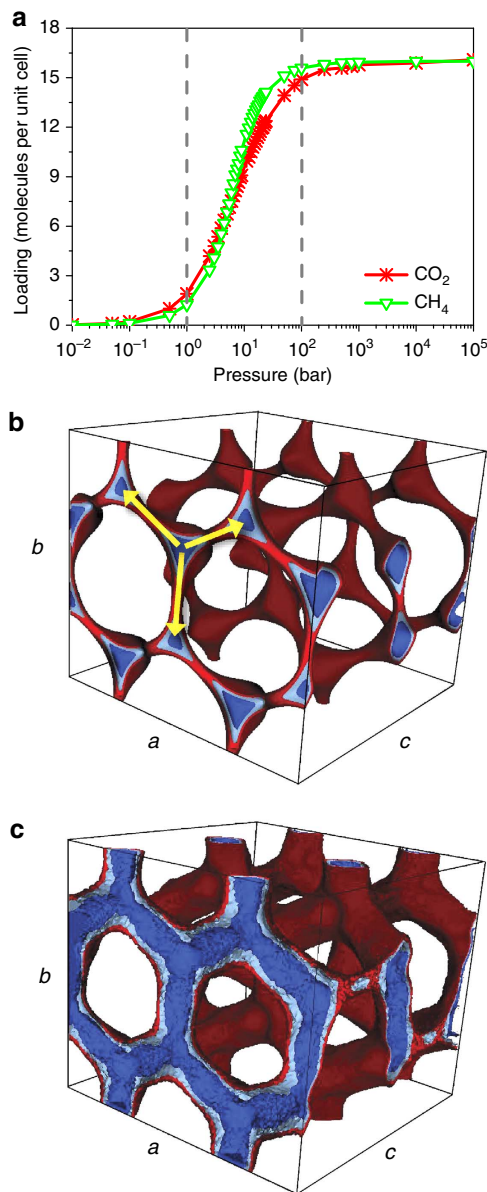 a
18
15
12
9
6
3
0
Loading (molecules per unit cell)
CO₂
CH₄
10⁻² 10⁻¹ 10⁰ 10¹ 10² 10³ 10⁴ 10⁵
Pressure (bar)
b
b
a
c
c
b
a
c